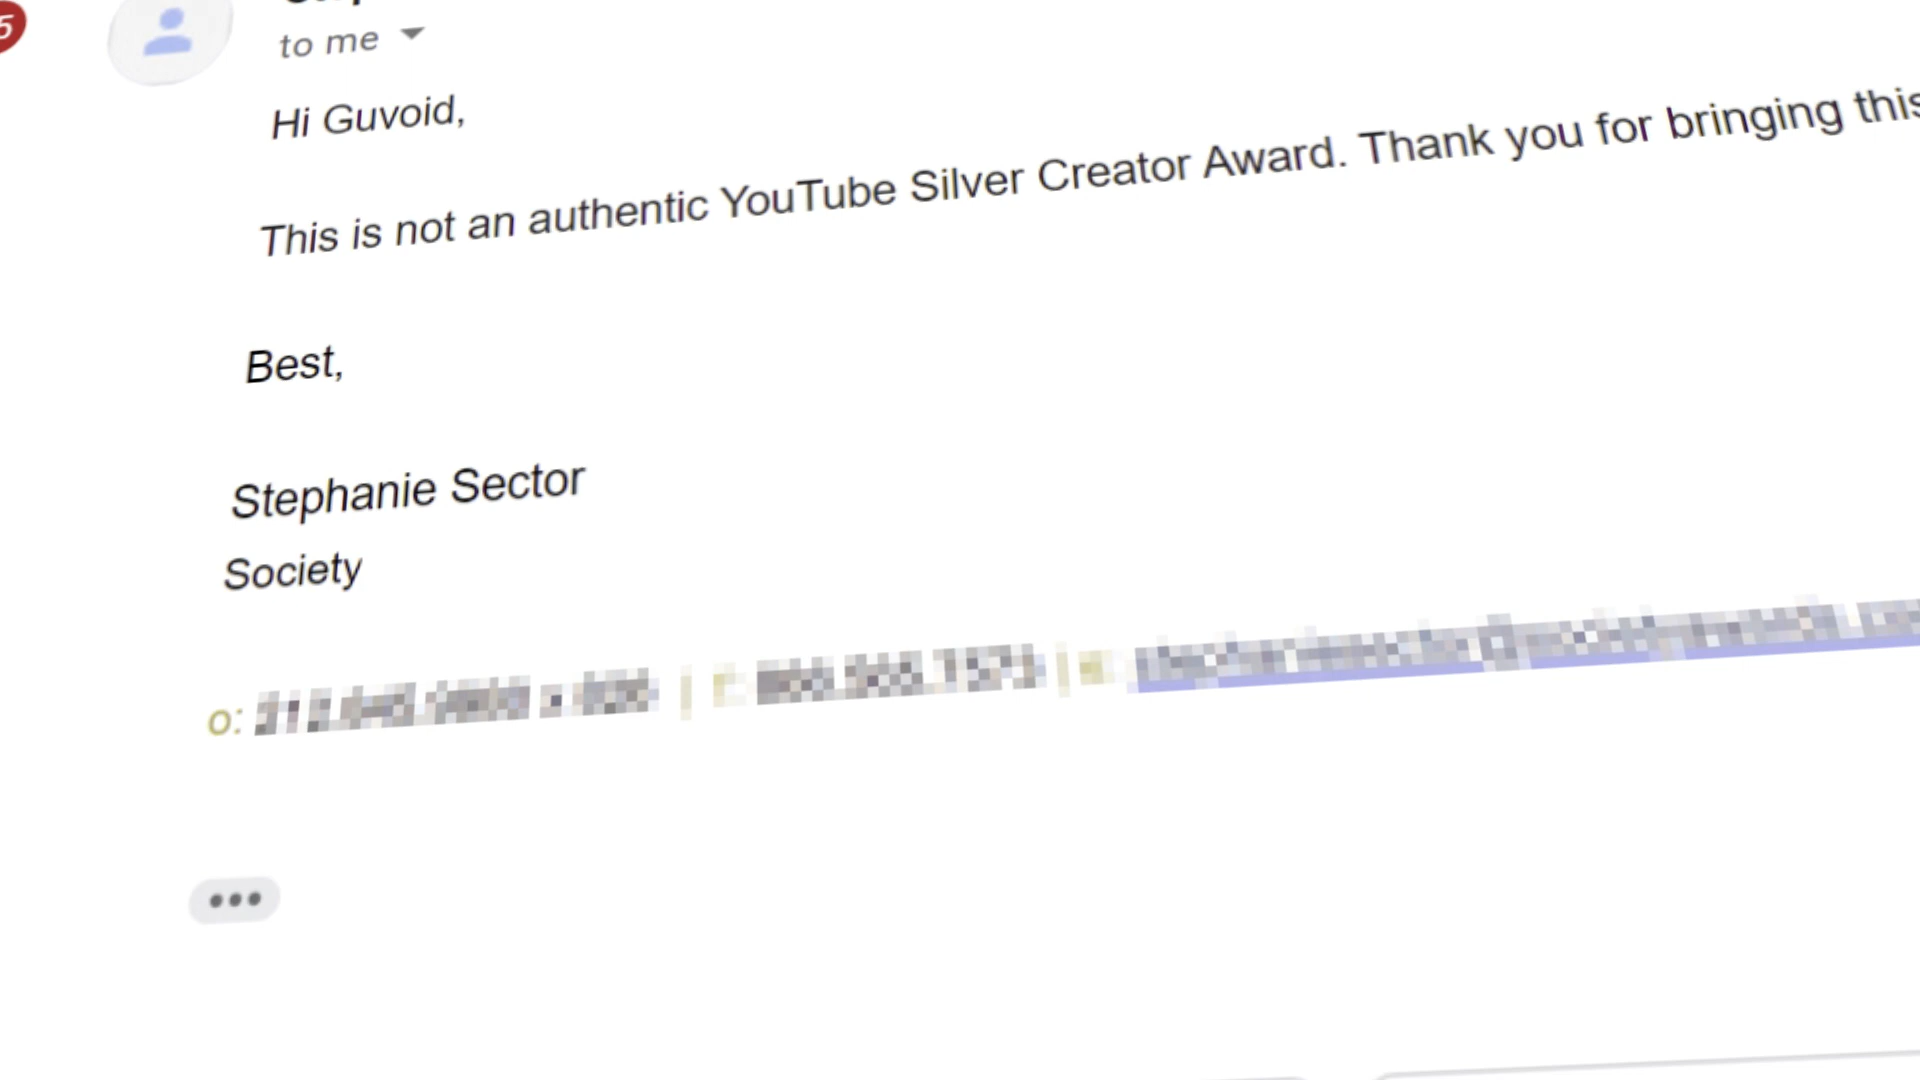 5
to me
Hi Guvoid,
This is not an authentic YouTube Silver Creator Award. Thank you for bringing this
Best,
Stephanie Sector
Society
o: